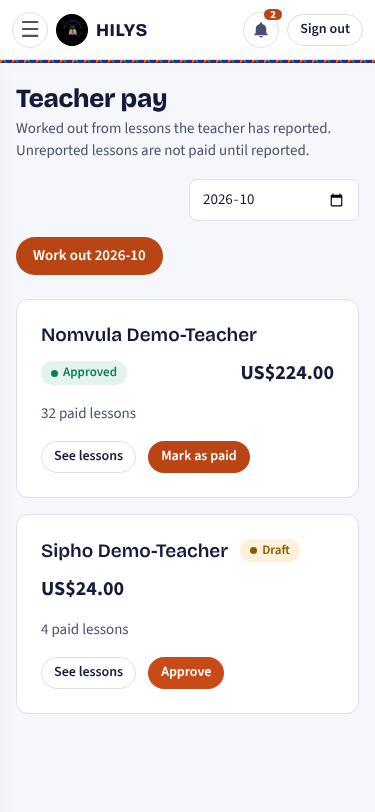 HILYS
2
Sign out
Teacher pay
Worked out from lessons the teacher has reported.
Unreported lessons are not paid until reported.
2026-10
Work out 2026-10
Nomvula Demo-Teacher
Approved
US$224.00
32 paid lessons
See lessons
Mark as paid
Sipho Demo-Teacher
Draft
US$24.00
4 paid lessons
See lessons
Approve